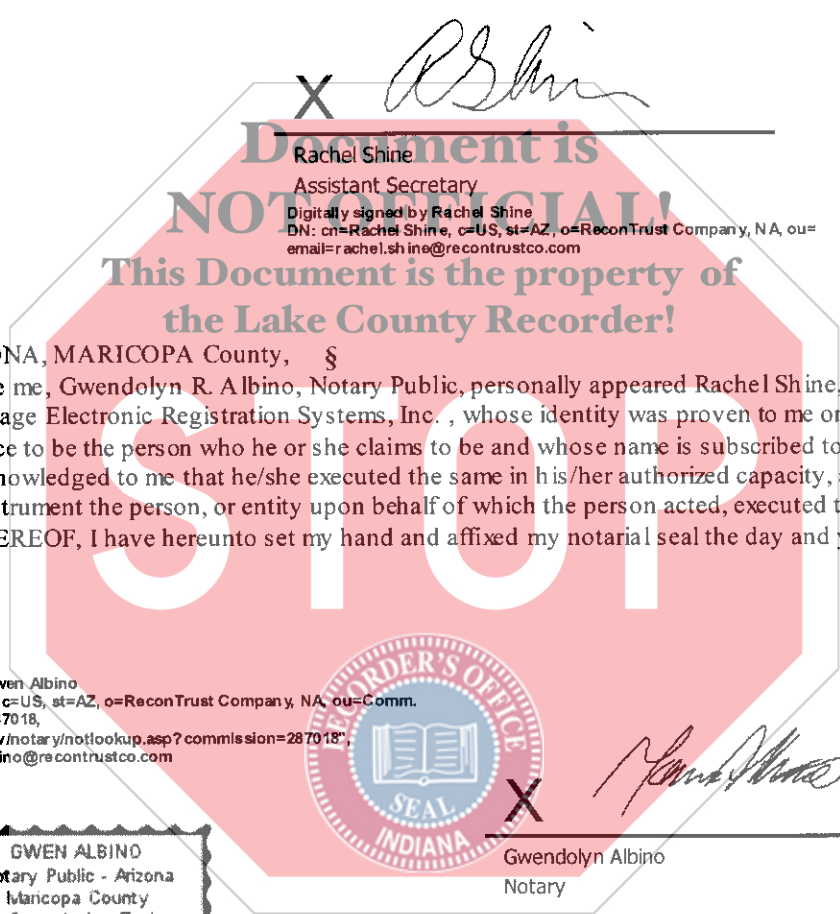 X RShin
Document is
Rachel Shine
Assistant Secretary
NOT OFFICIAL!
Digitally signed by Rachel Shine
DN: cn=Rachel Shine, c=US, st=AZ, o=ReconTrust Company, NA, ou=
email=rachel.shine@recontrustco.com
This Document is the property of
the Lake County Recorder!
NA, MARICOPA County, §
e me, Gwendolyn R. Albino, Notary Public, personally appeared Rachel Shine,
age Electronic Registration Systems, Inc. , whose identity was proven to me on
ce to be the person who he or she claims to be and whose name is subscribed to
nowledged to me that he/she executed the same in his/her authorized capacity,
trument the person, or entity upon behalf of which the person acted, executed t
EREOF, I have hereunto set my hand and affixed my notarial seal the day and y
STOP
ven Albino
c=US, st=AZ, o=ReconTrust Company, NA, ou=Comm.
7018,
v/notary/notlookup.asp?commission=287018",
ino@recontrustco.com
RECORDER'S OFFICE
SEAL
INDIANA
X
Gwendolyn Albino
Notary
GWEN ALBINO
tary Public - Arizona
Maricopa County